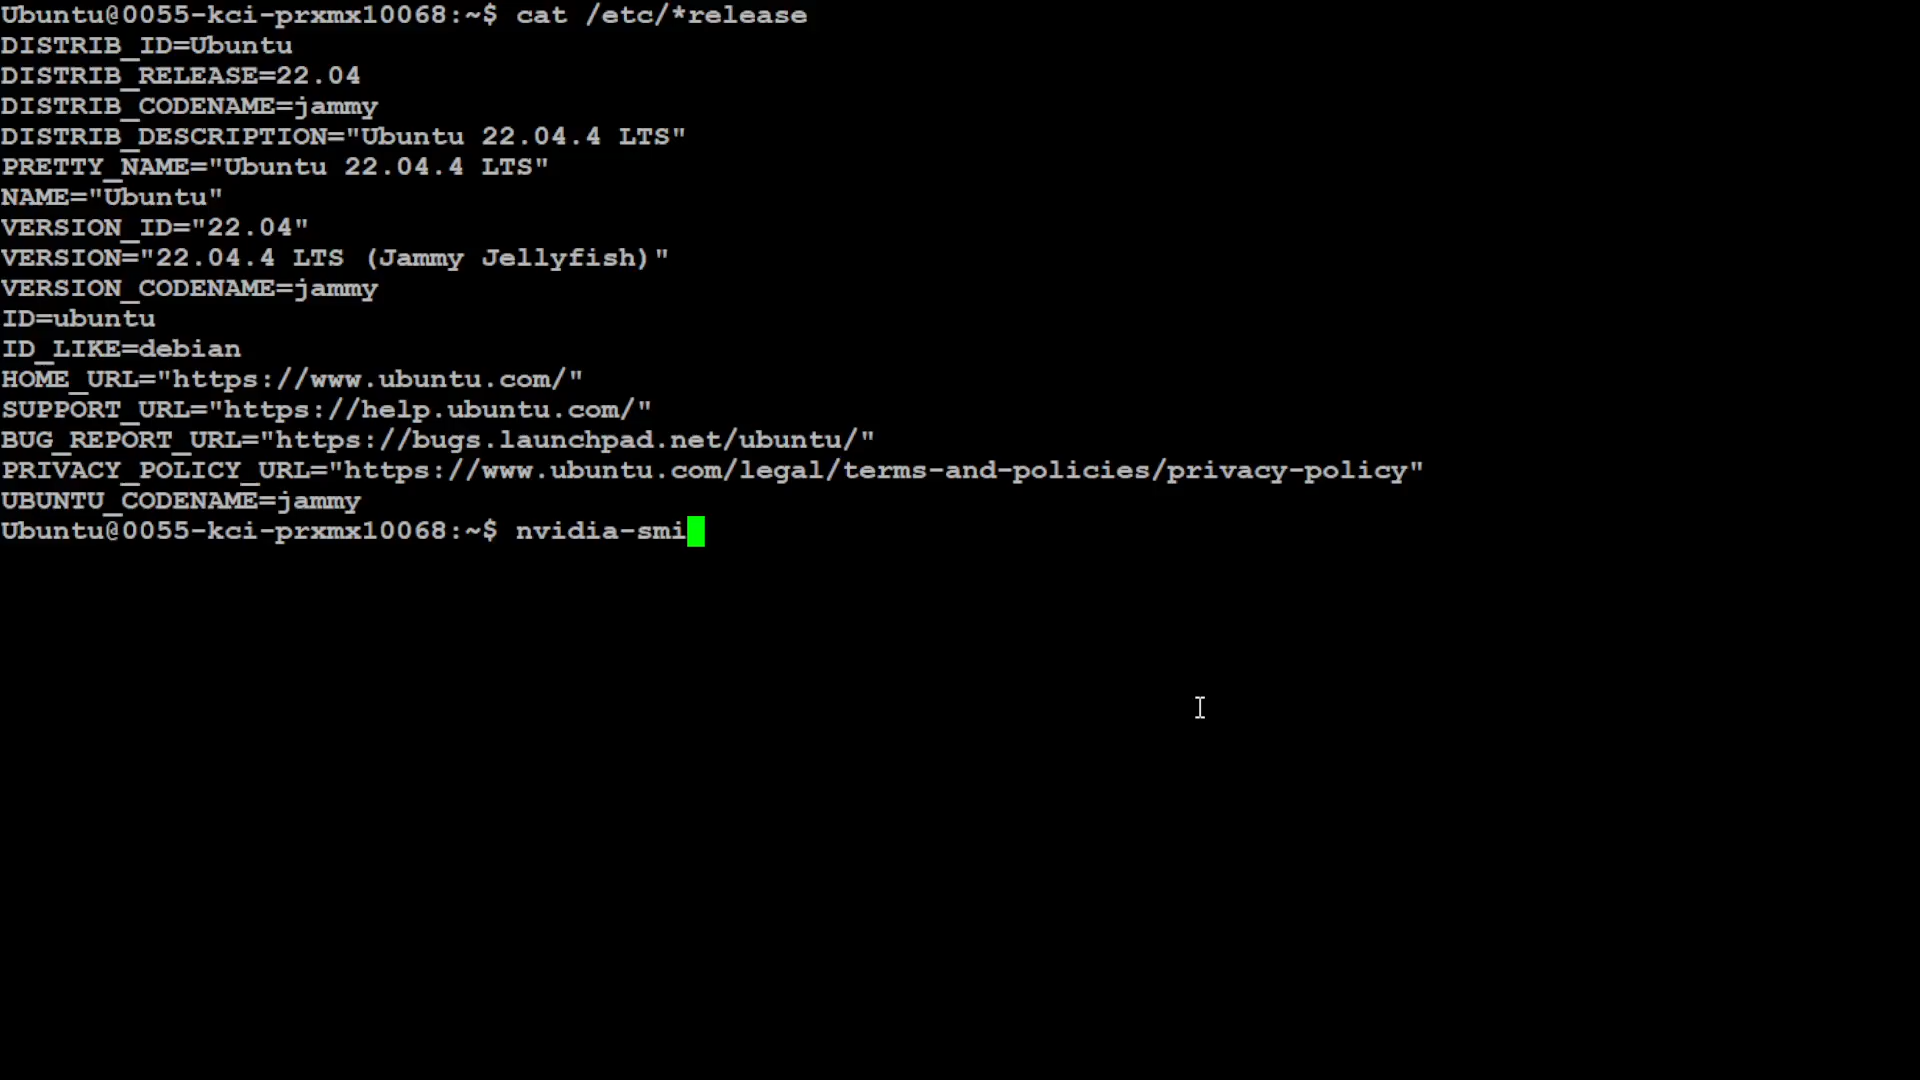 Ubuntu@0055-kci-prxmx10068:~$ cat /etc/*release
DISTRIB_ID=Ubuntu
DISTRIB_RELEASE=22.04
DISTRIB_CODENAME=jammy
DISTRIB_DESCRIPTION="Ubuntu 22.04.4 LTS"
PRETTY_NAME="Ubuntu 22.04.4 LTS"
NAME="Ubuntu"
VERSION_ID="22.04"
VERSION="22.04.4 LTS (Jammy Jellyfish)"
VERSION_CODENAME=jammy
ID=ubuntu
ID_LIKE=debian
HOME_URL="https://www.ubuntu.com/"
SUPPORT_URL="https://help.ubuntu.com/"
BUG_REPORT_URL="https://bugs.launchpad.net/ubuntu/"
PRIVACY_POLICY_URL="https://www.ubuntu.com/legal/terms-and-policies/privacy-policy"
UBUNTU_CODENAME=jammy
Ubuntu@0055-kci-prxmx10068:~$ nvidia-smi